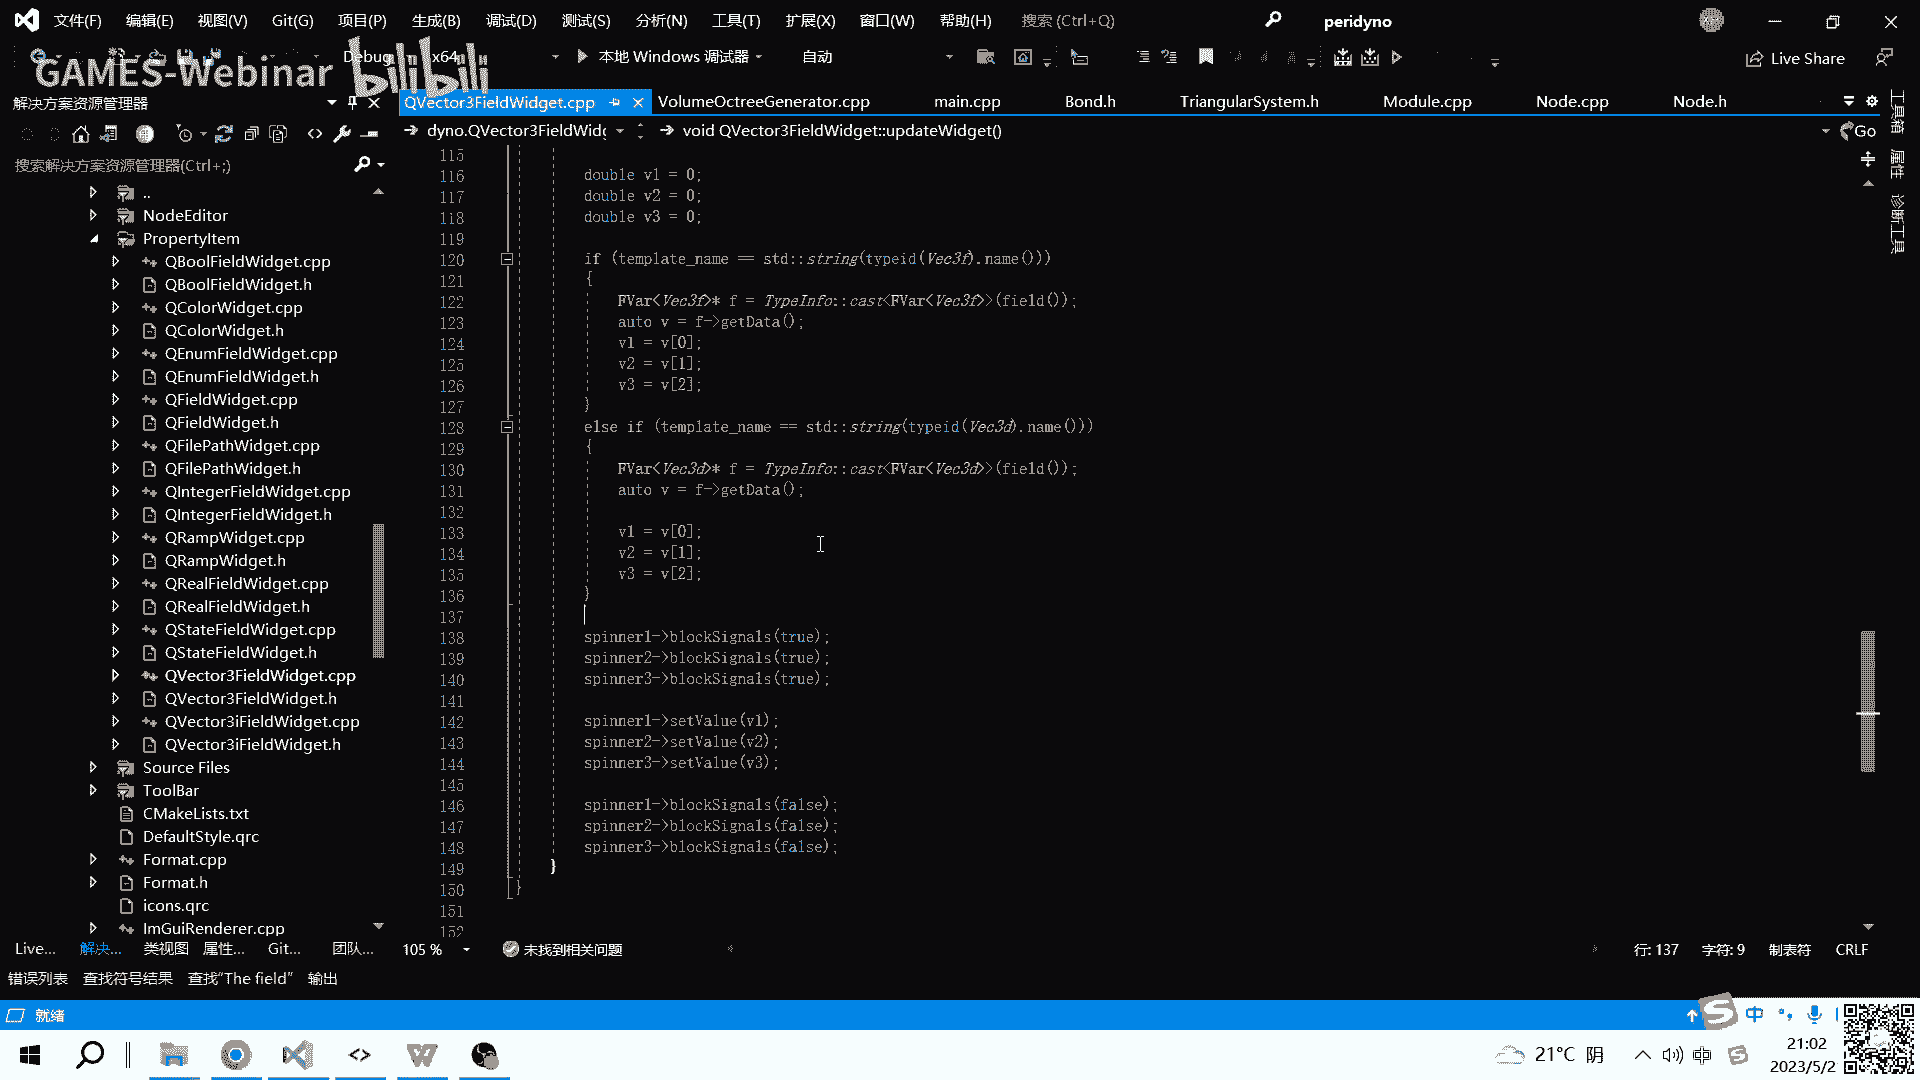 文件(F) 编辑(E) 视图(V) Git(G) 项目(P) 生成(B) 调试(D) 测试(S) 分析(N) 工具(T) 扩展(X) 窗口(W) 帮助(H) 搜索 (Ctrl+Q) peridyno
Debug x64 本地 Windows 调试器 自动 Live Share
GAMES-Webinar bilibili
解决方案资源管理器
QVector3FieldWidget.cpp VolumeOctreeGenerator.cpp main.cpp Bond.h TriangularSystem.h Module.cpp Node.cpp Node.h
dyno.QVector3FieldWidg void QVector3FieldWidget::updateWidget() Go
搜索解决方案资源管理器(Ctrl+;)
..
NodeEditor
PropertyItem
QBoolFieldWidget.cpp
QBoolFieldWidget.h
QColorWidget.cpp
QColorWidget.h
QEnumFieldWidget.cpp
QEnumFieldWidget.h
QFieldWidget.cpp
QFieldWidget.h
QFilePathWidget.cpp
QFilePathWidget.h
QIntegerFieldWidget.cpp
QIntegerFieldWidget.h
QRampWidget.cpp
QRampWidget.h
QRealFieldWidget.cpp
QRealFieldWidget.h
QStateFieldWidget.cpp
QStateFieldWidget.h
QVector3FieldWidget.cpp
QVector3FieldWidget.h
QVector3iFieldWidget.cpp
QVector3iFieldWidget.h
Source Files
ToolBar
CMakeLists.txt
DefaultStyle.qrc
Format.cpp
Format.h
icons.qrc
ImGuiRenderer.cpp
115
116 double v1 = 0;
117 double v2 = 0;
118 double v3 = 0;
119
120 if (template_name == std::string(typeid(Vec3f).name()))
121 {
122 FVar<Vec3f>* f = TypeInfo::cast<FVar<Vec3f>>(field());
123 auto v = f->getData();
124 v1 = v[0];
125 v2 = v[1];
126 v3 = v[2];
127 }
128 else if (template_name == std::string(typeid(Vec3d).name()))
129 {
130 FVar<Vec3d>* f = TypeInfo::cast<FVar<Vec3d>>(field());
131 auto v = f->getData();
132
133 v1 = v[0];
134 v2 = v[1];
135 v3 = v[2];
136 }
137
138 spinner1->blockSignals(true);
139 spinner2->blockSignals(true);
140 spinner3->blockSignals(true);
141
142 spinner1->setValue(v1);
143 spinner2->setValue(v2);
144 spinner3->setValue(v3);
145
146 spinner1->blockSignals(false);
147 spinner2->blockSignals(false);
148 spinner3->blockSignals(false);
149 }
150 }
151
152
工具箱
属性
诊断工具
Live... 解决... 类视图 属性... Git... 团队... 105 % 未找到相关问题 行: 137 字符: 9 制表符 CRLF
错误列表 查找符号结果 查找"The field" 输出
就绪 中
21°C 阴 中 21:02
2023/5/2